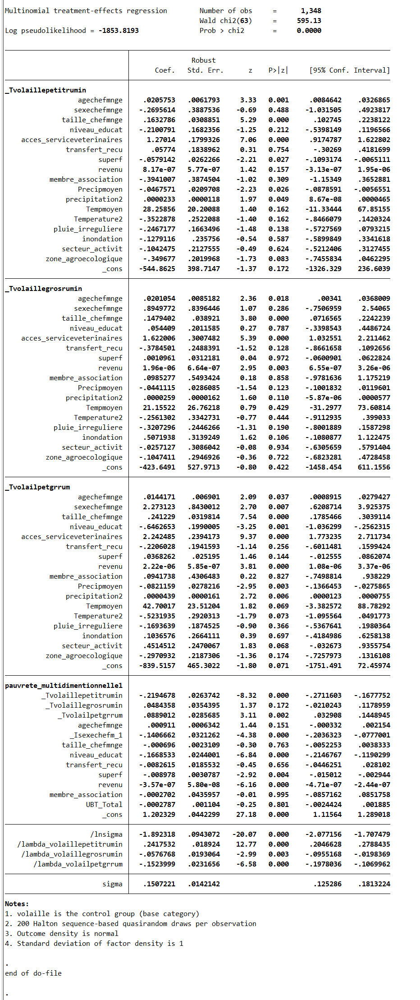 Multinomial treatment-effects regression        Number of obs     =      1,348
                                                Wald chi2(63)     =     595.13
Log pseudolikelihood = -1853.8193               Prob > chi2       =     0.0000
Robust
Coef.   Std. Err.      z    P>|z|     [95% Conf. Interval]
_Tvolaillepetitrumin
agechefmnge   .0205753   .0061793     3.33   0.001     .0084642    .0326865
sexechefmnge  -.2695614   .3887536    -0.69   0.488    -1.031505    .4923817
taille_chefmnge   .1632786   .0308851     5.29   0.000      .102745    .2238122
niveau_educat  -.2100791   .1682356    -1.25   0.212    -.5398149    .1196566
acces_serviceveterinaires    1.27014   .1799326     7.06   0.000     .9174787    1.622802
transfert_recu     .05774   .1838962     0.31   0.754      -.30269    .4181699
superf  -.0579142   .0262266    -2.21   0.027    -.1093174   -.0065111
revenu   8.17e-07   5.77e-07     1.42   0.157    -3.13e-07    1.95e-06
membre_association  -.3941007   .3874504    -1.02   0.309     -1.15349    .3652881
Precipmoyen  -.0467571   .0209708    -2.23   0.026    -.0878591   -.0056551
precipitation2   .0000233   .0000118     1.97   0.049     8.67e-08    .0000465
Tempmoyen   28.25856   20.20088     1.40   0.162    -11.33444    67.85155
Temperature2  -.3522878   .2522088    -1.40   0.162    -.8466079    .1420324
pluie_irreguliere  -.2467177   .1663496    -1.48   0.138    -.5727569    .0793215
inondation  -.1279116    .235756    -0.54   0.587    -.5899849    .3341618
secteur_activit  -.1042475   .2127555    -0.49   0.624    -.5212406    .3127455
zone_agroecologique   -.349677   .2019968    -1.73   0.083    -.7455834    .0462295
_cons  -544.8625   398.7147    -1.37   0.172    -1326.329    236.6039
_Tvolaillegrosrumin
agechefmnge   .0201054   .0085182     2.36   0.018       .00341    .0368009
sexechefmnge   .8949772   .8396446     1.07   0.286    -.7506959     2.54065
taille_chefmnge   .1479402    .038921     3.80   0.000     .0716565    .2242239
niveau_educat    .054409   .2011585     0.27   0.787    -.3398543    .4486724
acces_serviceveterinaires   1.622006   .3007482     5.39   0.000     1.032551    2.211462
transfert_recu  -.3784501   .2488391    -1.52   0.128    -.8661658    .1092656
superf   .0010961   .0312181     0.04   0.972    -.0600901    .0622824
revenu   1.96e-06   6.64e-07     2.95   0.003     6.55e-07    3.26e-06
membre_association   .0985277   .5493424     0.18   0.858    -.9781636    1.175219
Precipmoyen  -.0441115   .0286085    -1.54   0.123    -.1001832    .0119601
precipitation2   .0000259   .0000162     1.60   0.110    -5.87e-06    .0000577
Tempmoyen   21.15522   26.76218     0.79   0.429     -31.2977    73.60814
Temperature2  -.2561302   .3342731    -0.77   0.444    -.9112935     .399033
pluie_irreguliere  -.3207296   .2446266    -1.31   0.190    -.8001889    .1587298
inondation   .5071938   .3139249     1.62   0.106    -.1080877    1.122475
secteur_activit  -.0257127   .3086042    -0.08   0.934    -.6305659    .5791404
zone_agroecologique  -.1047411   .2946926    -0.36   0.722    -.6823281    .4728458
_cons  -423.6491   527.9713    -0.80   0.422    -1458.454    611.1556
_Tvolailpetgrrum
agechefmnge   .0144171    .006901     2.09   0.037     .0008915    .0279427
sexechefmnge   2.273123   .8430012     2.70   0.007     .6208714    3.925375
taille_chefmnge    .241229   .0319814     7.54   0.000     .1785466    .3039114
niveau_educat  -.6462653   .1990005    -3.25   0.001    -1.036299   -.2562315
acces_serviceveterinaires   2.242485   .2394173     9.37   0.000     1.773235    2.711734
transfert_recu  -.2206028   .1941593    -1.14   0.256    -.6011481    .1599424
superf   .0368262    .025195     1.46   0.144     -.012555    .0862074
revenu   2.22e-06   5.85e-07     3.81   0.000     1.08e-06    3.37e-06
membre_association   .0941738   .4306483     0.22   0.827    -.7498814     .938229
Precipmoyen  -.0821159   .0278216    -2.95   0.003    -.1366453   -.0275865
precipitation2   .0000439   .0000161     2.72   0.006     .0000123    .0000755
Tempmoyen   42.70017   23.51204     1.82   0.069    -3.382572    88.78292
Temperature2  -.5231935   .2920313    -1.79   0.073    -1.095564    .0491773
pluie_irreguliere  -.1693639   .1874525    -0.90   0.366    -.5367641    .1980364
inondation   .1036576   .2664111     0.39   0.697    -.4184986    .6258138
secteur_activit   .4514512   .2470067     1.83   0.068     -.032673    .9355754
zone_agroecologique  -.2970932   .2187306    -1.36   0.174    -.7257973    .1316108
_cons  -839.5157   465.3022    -1.80   0.071    -1751.491    72.45974
pauvrete_multidimentionnelle1
_Tvolaillepetitrumin  -.2194678   .0263742    -8.32   0.000    -.2711603   -.1677752
_Tvolaillegrosrumin   .0484358   .0354395     1.37   0.172    -.0210243    .1178959
_Tvolailpetgrrum   .0889012   .0285685     3.11   0.002      .032908    .1448945
agechefmnge    .000911   .0006342     1.44   0.151     -.000332     .002154
_Isexechefm_1  -.1406662   .0321262    -4.38   0.000    -.2036323   -.0777001
taille_chefmnge   -.000696   .0023109    -0.30   0.763    -.0052253    .0038333
niveau_educat  -.1668533   .0244001    -6.84   0.000    -.2146767   -.1190299
transfert_recu  -.0082615   .0185532    -0.45   0.656    -.0446251     .028102
superf   -.008978   .0030787    -2.92   0.004     -.015012    -.002944
revenu  -3.57e-07   5.80e-08    -6.16   0.000    -4.71e-07   -2.44e-07
membre_association  -.0002702   .0435957    -0.01   0.995    -.0857162    .0851758
UBT_Total  -.0002787    .001104    -0.25   0.801    -.0024424     .001885
_cons   1.202329   .0442299    27.18   0.000      1.11564    1.289018
/lnsigma  -1.892318   .0943072   -20.07   0.000    -2.077156   -1.707479
/lambda_volaillepetitrumin   .2417532    .018924    12.77   0.000     .2046628    .2788435
/lambda_volaillegrosrumin  -.0576768   .0193064    -2.99   0.003    -.0955168   -.0198369
/lambda_volailpetgrrum  -.1523999   .0231656    -6.58   0.000    -.1978036   -.1069962
sigma   .1507221   .0142142                       .125286    .1813224
Notes:
1. volaille is the control group (base category)
2. 200 Halton sequence-based quasirandom draws per observation
3. Outcome density is normal
4. Standard deviation of factor density is 1
.
end of do-file
.